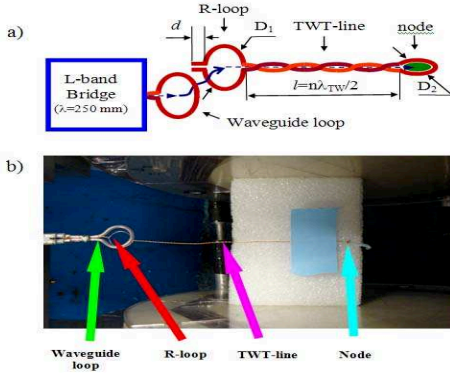 a)
R-loop
d
D₁
TWT-line
node
L-band
Bridge
(λ=250 mm)
l=nλTW/2
D₂
Waveguide loop
b)
Waveguide
loop
R-loop
TWT-line
Node